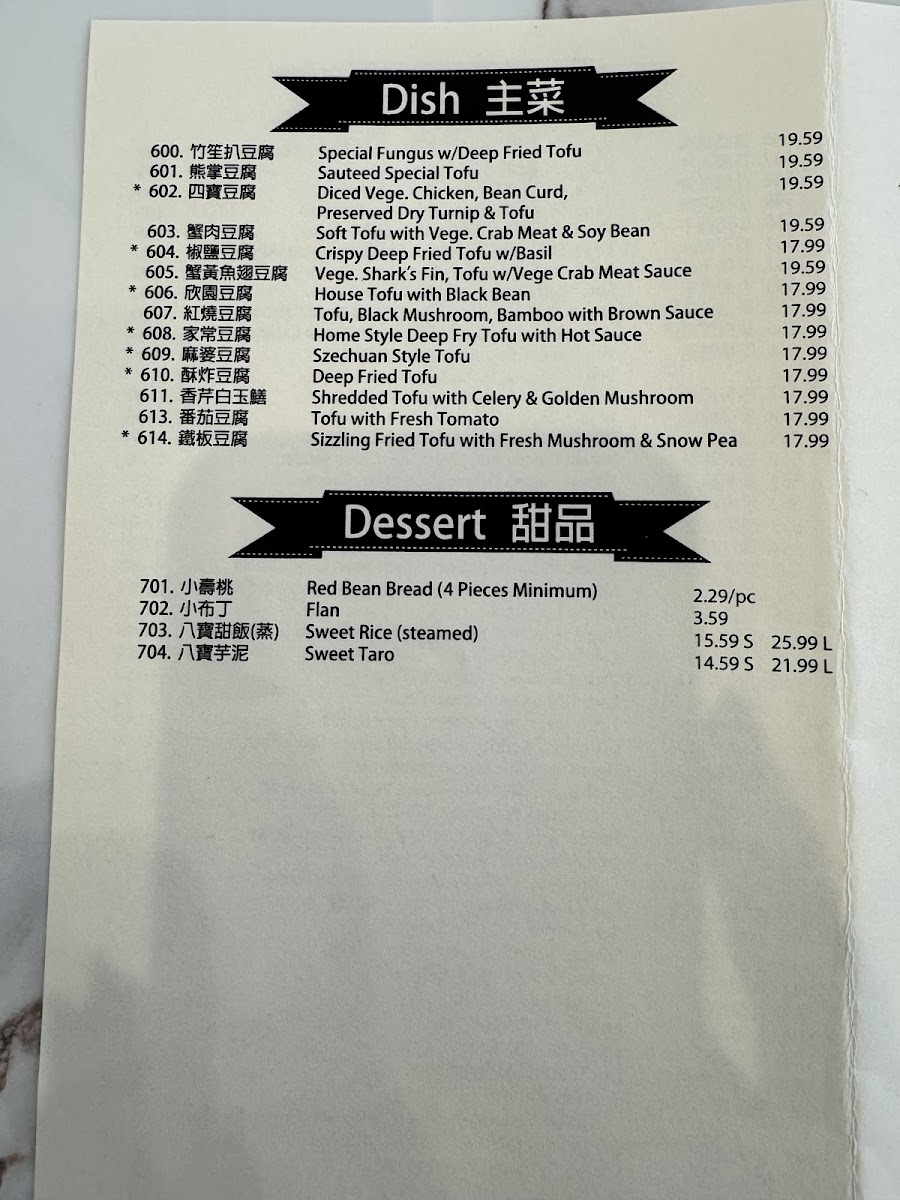 Dish 主菜
600. 竹笙扒豆腐 Special Fungus w/Deep Fried Tofu 19.59
601. 熊掌豆腐 Sauteed Special Tofu 19.59
* 602. 四寶豆腐 Diced Vege. Chicken, Bean Curd, 19.59
Preserved Dry Turnip & Tofu
603. 蟹肉豆腐 Soft Tofu with Vege. Crab Meat & Soy Bean 19.59
* 604. 椒鹽豆腐 Crispy Deep Fried Tofu w/Basil 17.99
605. 蟹黃魚翅豆腐 Vege. Shark's Fin, Tofu w/Vege Crab Meat Sauce 19.59
* 606. 欣園豆腐 House Tofu with Black Bean 17.99
607. 紅燒豆腐 Tofu, Black Mushroom, Bamboo with Brown Sauce 17.99
* 608. 家常豆腐 Home Style Deep Fry Tofu with Hot Sauce 17.99
* 609. 麻婆豆腐 Szechuan Style Tofu 17.99
* 610. 酥炸豆腐 Deep Fried Tofu 17.99
611. 香芹白玉鱔 Shredded Tofu with Celery & Golden Mushroom 17.99
613. 番茄豆腐 Tofu with Fresh Tomato 17.99
* 614. 鐵板豆腐 Sizzling Fried Tofu with Fresh Mushroom & Snow Pea 17.99
Dessert 甜品
701. 小壽桃 Red Bean Bread (4 Pieces Minimum) 2.29/pc
702. 小布丁 Flan 3.59
703. 八寶甜飯(蒸) Sweet Rice (steamed) 15.59 S 25.99 L
704. 八寶芋泥 Sweet Taro 14.59 S 21.99 L